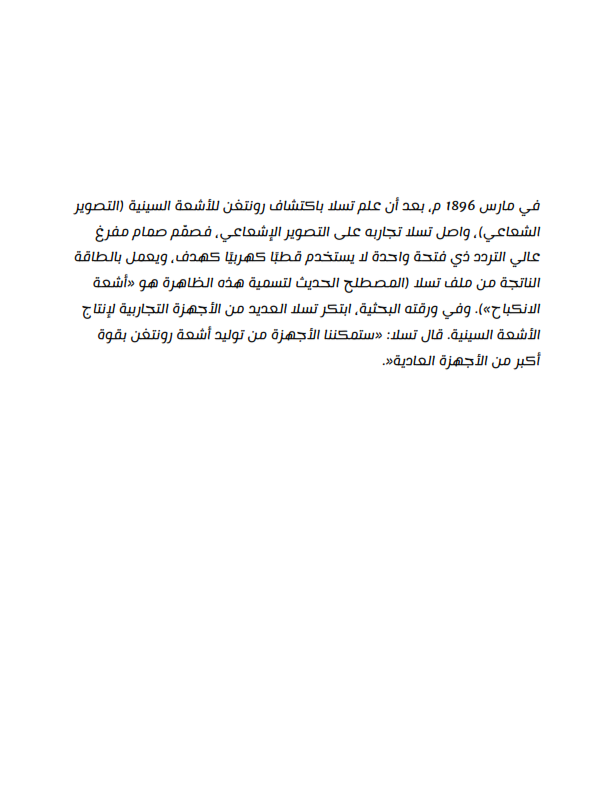 في مارس 1896 م، بعد أن علم تسلا باكتشاف رونتغن للأشعة السينية (التصوير
الشعاعي)، واصل تسلا تجاربه على التصوير الإشعاعي، فصمّم صمام مفرغ
عالي التردد ذي فتحة واحدة لا يستخدم قطبًا كهربيًا كهدف، ويعمل بالطاقة
الناتجة من ملف تسلا (المصطلح الحديث لتسمية هذه الظاهرة هو «أشعة
الانكباح»). وفي ورقته البحثية، ابتكر تسلا العديد من الأجهزة التجاربية لإنتاج
الأشعة السينية. قال تسلا: «ستمكننا الأجهزة من توليد أشعة رونتغن بقوة
أكبر من الأجهزة العادية«.